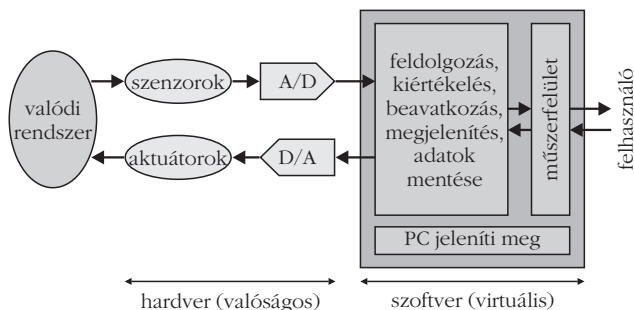 valódi
rendszer
szenzorok
A/D
aktuátorok
D/A
feldolgozás,
kiértékelés,
beavatkozás,
megjelenítés,
adatok
mentése
műszerfelület
felhasználó
PC jeleníti meg
hardver (valóságos)
szoftver (virtuális)